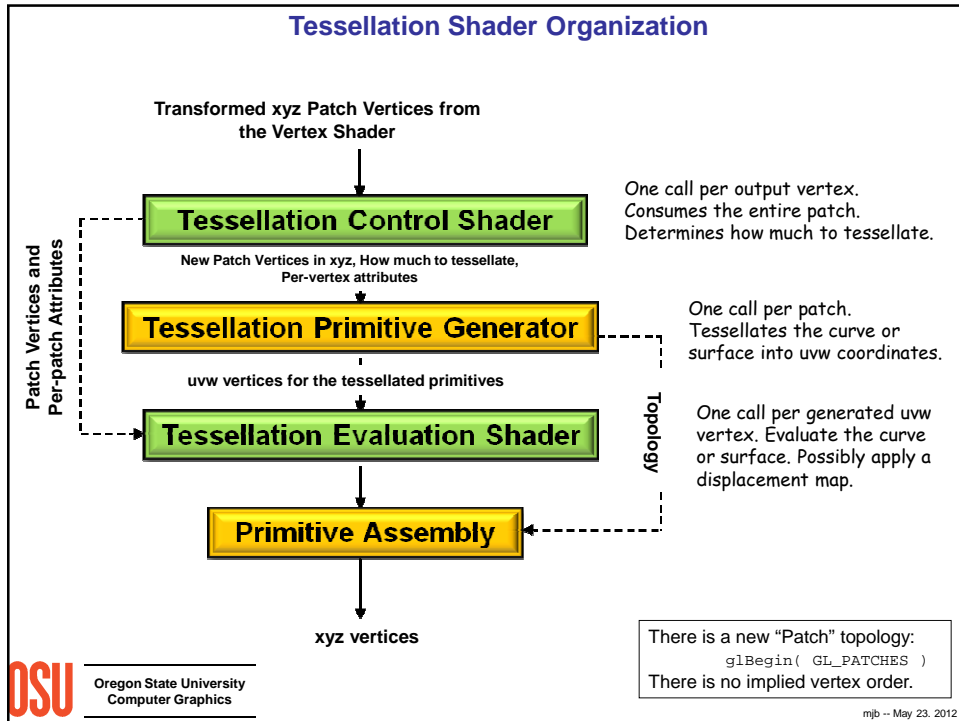 Tessellation Shader Organization
Transformed xyz Patch Vertices from
the Vertex Shader
Tessellation Control Shader
One call per output vertex.
Consumes the entire patch.
Determines how much to tessellate.
Patch Vertices and
Per-patch Attributes
New Patch Vertices in xyz, How much to tessellate,
Per-vertex attributes
Tessellation Primitive Generator
One call per patch.
Tessellates the curve or
surface into uvw coordinates.
uvw vertices for the tessellated primitives
Topology
Tessellation Evaluation Shader
One call per generated uvw
vertex. Evaluate the curve
or surface. Possibly apply a
displacement map.
Primitive Assembly
xyz vertices
There is a new “Patch” topology:
glBegin( GL_PATCHES )
There is no implied vertex order.
OSU
Oregon State University
Computer Graphics
mjb -- May 23. 2012